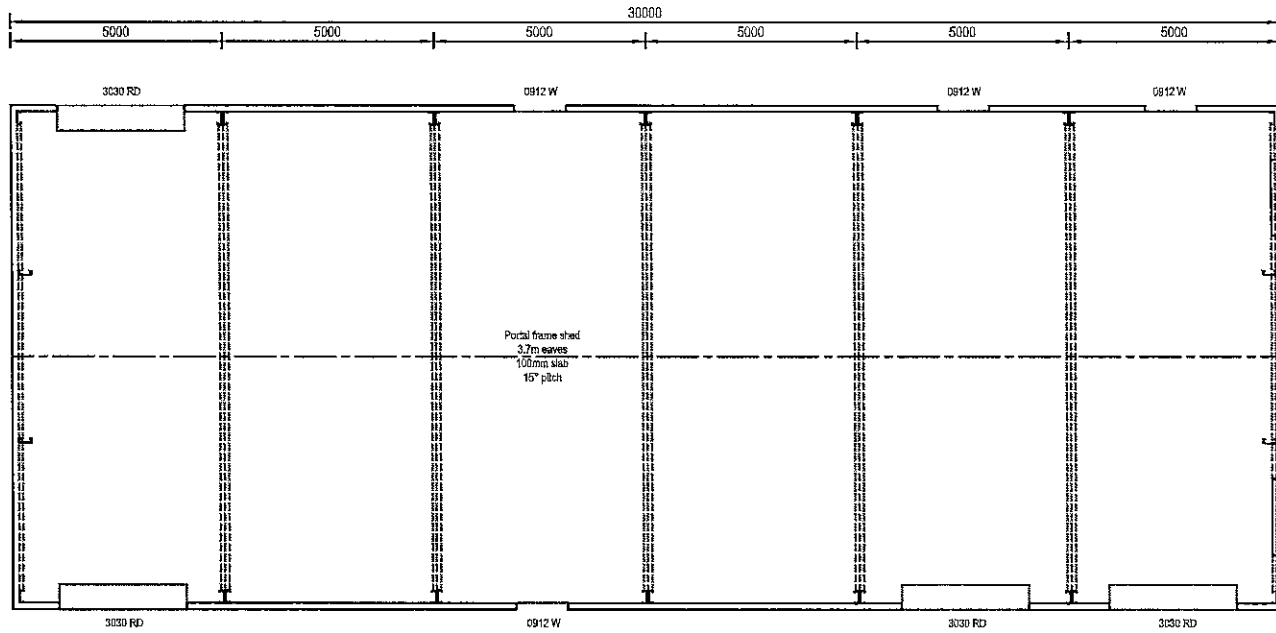 30000
5000 5000 5000 5000 5000 5000
3030 RD 0912 W 0912 W 0912 W
Portal frame shed
3.7m eaves
100mm slab
15° pitch
3030 RD 0912 W 3030 RD 3030 RD